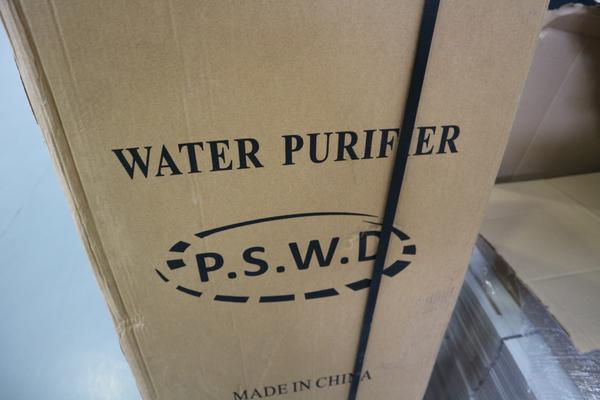 WATER PURIFIER
P.S.W.D
MADE IN CHINA